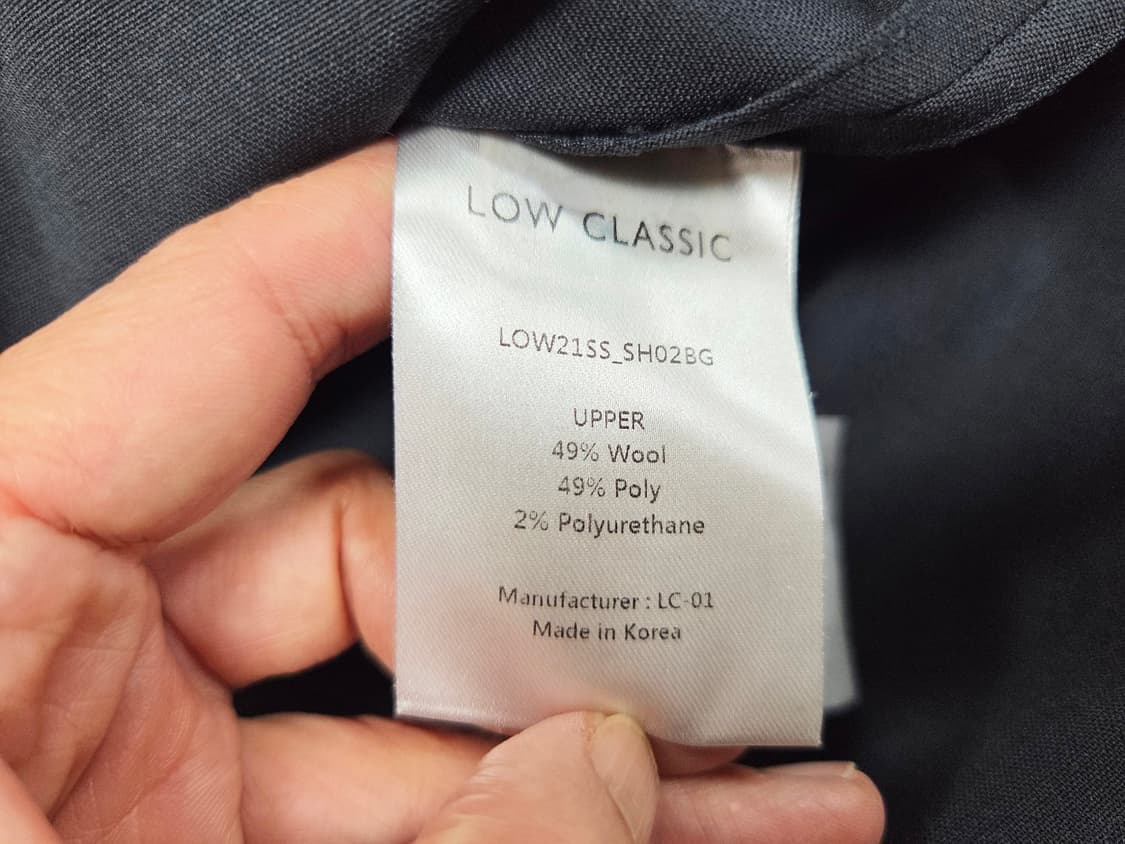 LOW CLASSIC
LOW21SS_SH02BG
UPPER
49% Wool
49% Poly
2% Polyurethane
Manufacturer : LC-01
Made in Korea